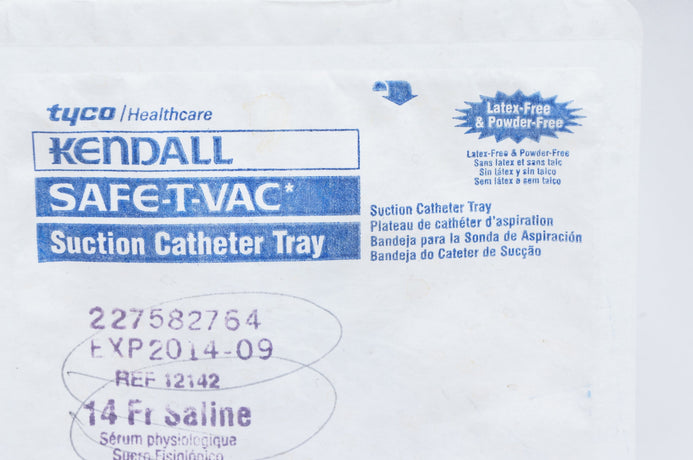 tyco / Healthcare
KENDALL
SAFE-T-VAC*
Suction Catheter Tray
Latex-Free
& Powder-Free
Latex-Free & Powder-Free
Sans latex et sans talc
Sin látex y sin talco
Sem látex e sem talco
Suction Catheter Tray
Plateau de cathéter d'aspiration
Bandeja para la Sonda de Aspiración
Bandeja do Cateter de Sucção
227582764
EXP2014-09
REF 12142
14 Fr Saline
Sérum physiologique
Suero Fisiológico